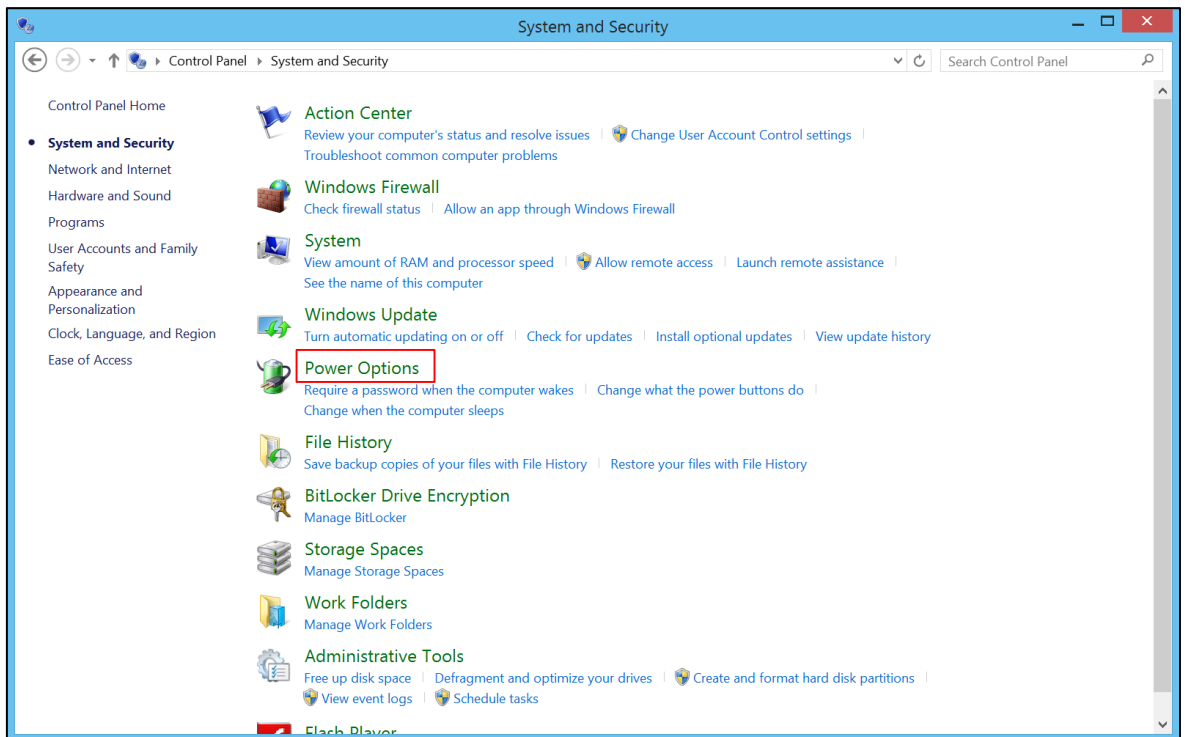 System and Security
Control Panel System and Security
Search Control Panel
Control Panel Home
System and Security
Network and Internet
Hardware and Sound
Programs
User Accounts and Family
Safety
Appearance and
Personalization
Clock, Language, and Region
Ease of Access
Action Center
Review your computer's status and resolve issues Change User Account Control settings
Troubleshoot common computer problems
Windows Firewall
Check firewall status Allow an app through Windows Firewall
System
View amount of RAM and processor speed Allow remote access Launch remote assistance
See the name of this computer
Windows Update
Turn automatic updating on or off Check for updates Install optional updates View update history
Power Options
Require a password when the computer wakes Change what the power buttons do
Change when the computer sleeps
File History
Save backup copies of your files with File History Restore your files with File History
BitLocker Drive Encryption
Manage BitLocker
Storage Spaces
Manage Storage Spaces
Work Folders
Manage Work Folders
Administrative Tools
Free up disk space Defragment and optimize your drives Create and format hard disk partitions
View event logs Schedule tasks
Flash Player